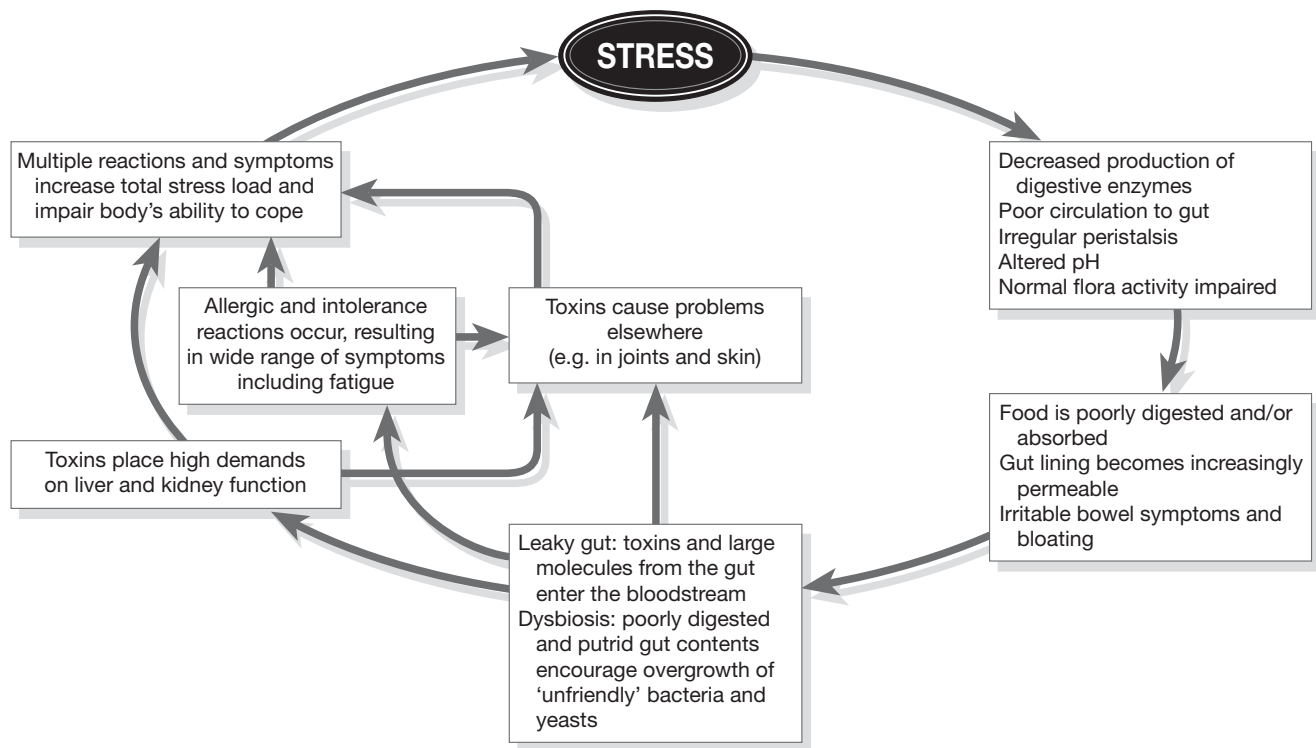 STRESS
Multiple reactions and symptoms
increase total stress load and
impair body’s ability to cope
Decreased production of
digestive enzymes
Poor circulation to gut
Irregular peristalsis
Altered pH
Normal flora activity impaired
Allergic and intolerance
reactions occur, resulting
in wide range of symptoms
including fatigue
Toxins cause problems
elsewhere
(e.g. in joints and skin)
Food is poorly digested and/or
absorbed
Gut lining becomes increasingly
permeable
Irritable bowel symptoms and
bloating
Toxins place high demands
on liver and kidney function
Leaky gut: toxins and large
molecules from the gut
enter the bloodstream
Dysbiosis: poorly digested
and putrid gut contents
encourage overgrowth of
‘unfriendly’ bacteria and
yeasts